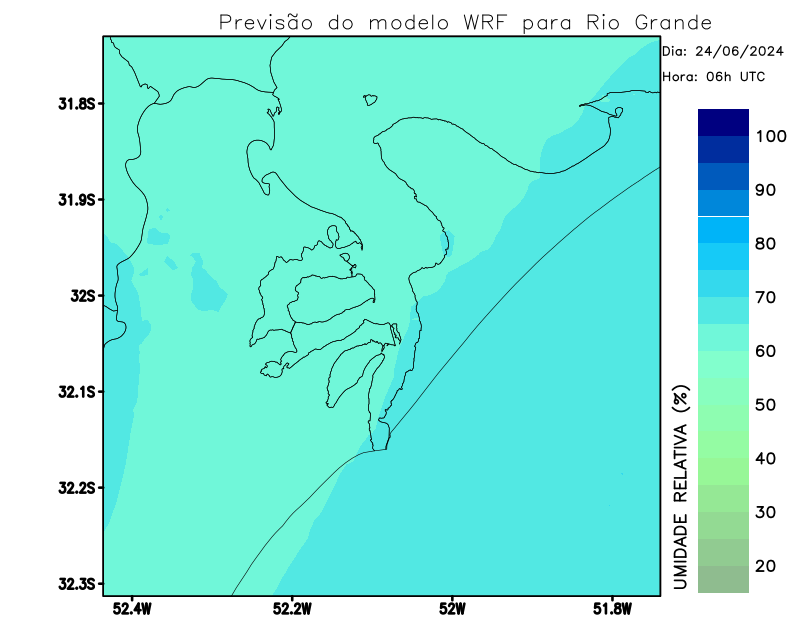 Previsão do modelo WRF para Rio Grande
Dia: 24/06/2024
Hora: 06h UTC
31.8S
31.9S
32S
32.1S
32.2S
32.3S
52.4W
52.2W
52W
51.8W
UMIDADE RELATIVA (%)
100
90
80
70
60
50
40
30
20